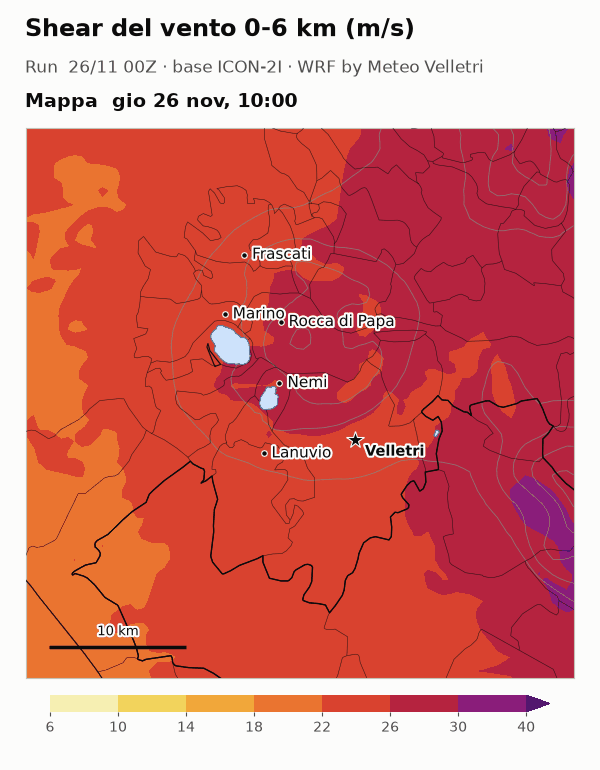 Shear del vento 0-6 km (m/s)
Run 26/11 00Z · base ICON-2I · WRF by Meteo Velletri
Mappa gio 26 nov, 10:00
Frascati
Marino
Rocca di Papa
Nemi
Velletri
Lanuvio
10 km
6 10 14 18 22 26 30 40